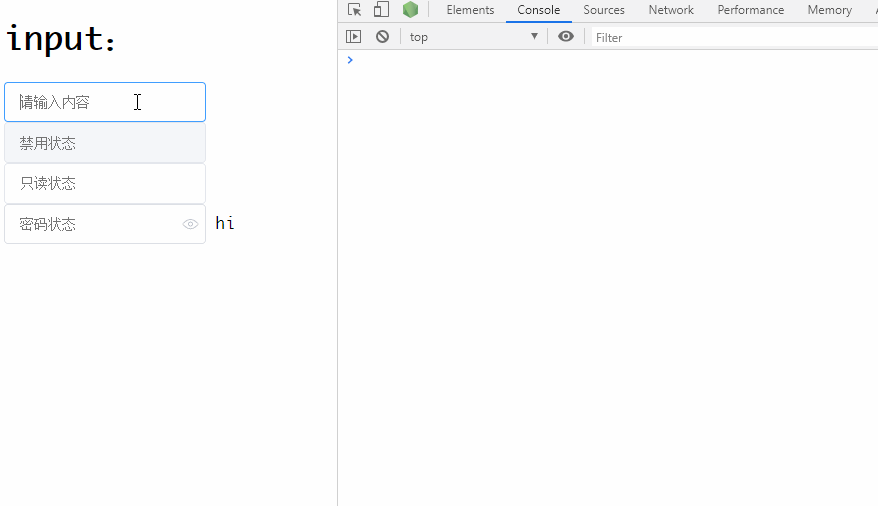 input：
请输入内容
禁用状态
只读状态
密码状态 hi
Elements Console Sources Network Performance Memory
top Filter